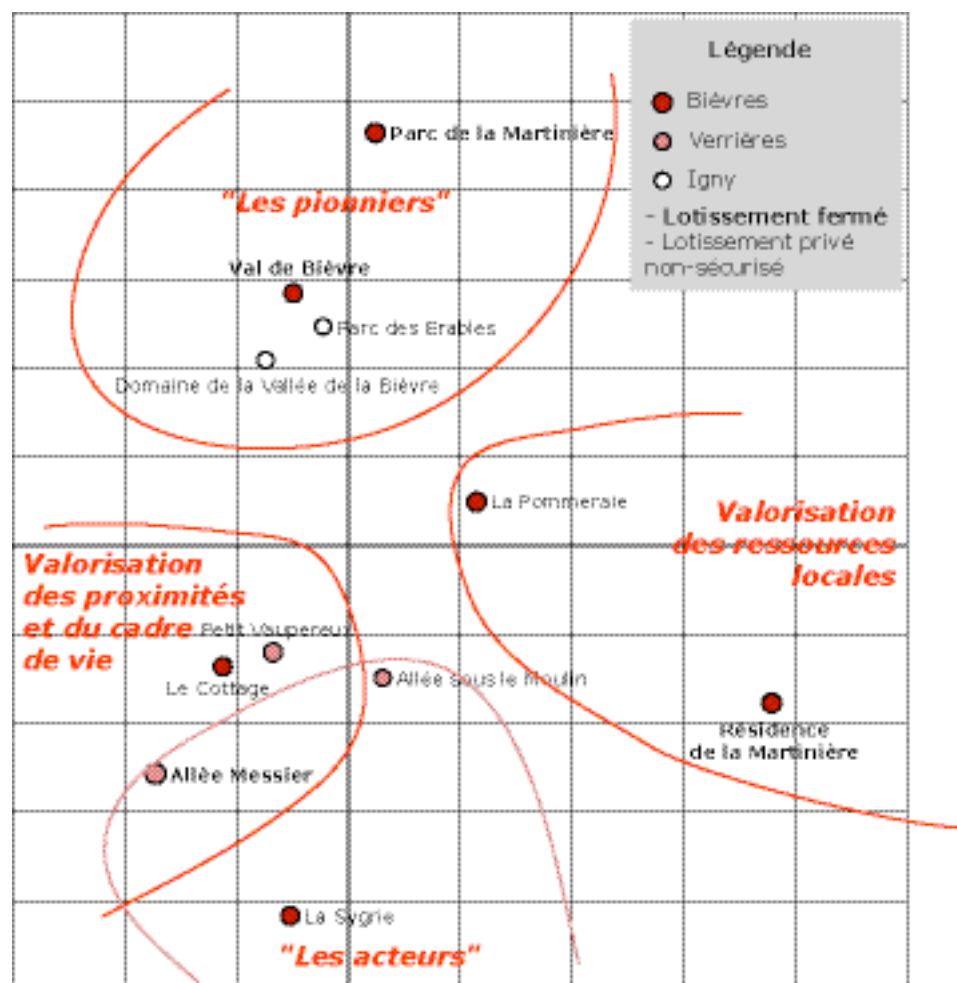 Légende
Bièvres
Verrières
Igny
- Lotissement fermé
- Lotissement privé
non-sécurisé
Parc de la Martinière
"Les pionniers"
Val de Bièvre
Parc des Erables
Domaine de la Vallée de la Bièvre
La Pommeraie
Valorisation
des ressources
locales
Valorisation
des proximités
et du cadre
de vie
Petit Vaupereux
Le Cottage
Allée sous le Moulin
Résidence
de la Martinière
Allée Messier
La Sygrie
"Les acteurs"